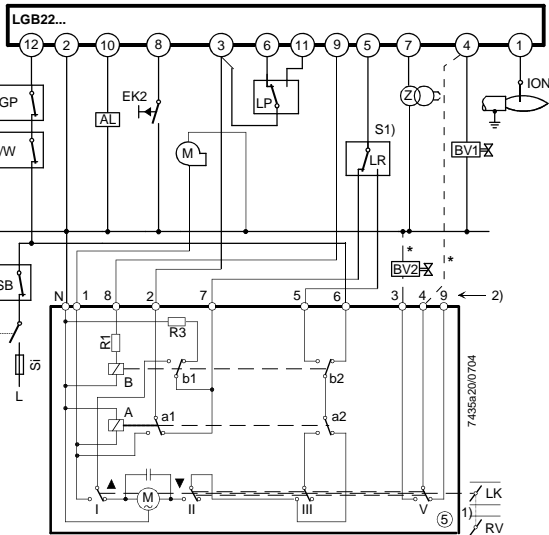 LGB22...
12 2 10 8 3 6 11 9 5 7 4 1
GP
EK2
LP
Z
ION
AL
S1)
W
M
LR
BV1
*
*
BV2
SB
N 1 8 2 7 5 6 3 4 9 2)
Si
L
R1
R3
B
b1
b2
A
a1
a2
7435a20/0704
M
~
I
II
III
V
5
LK
1)
RV